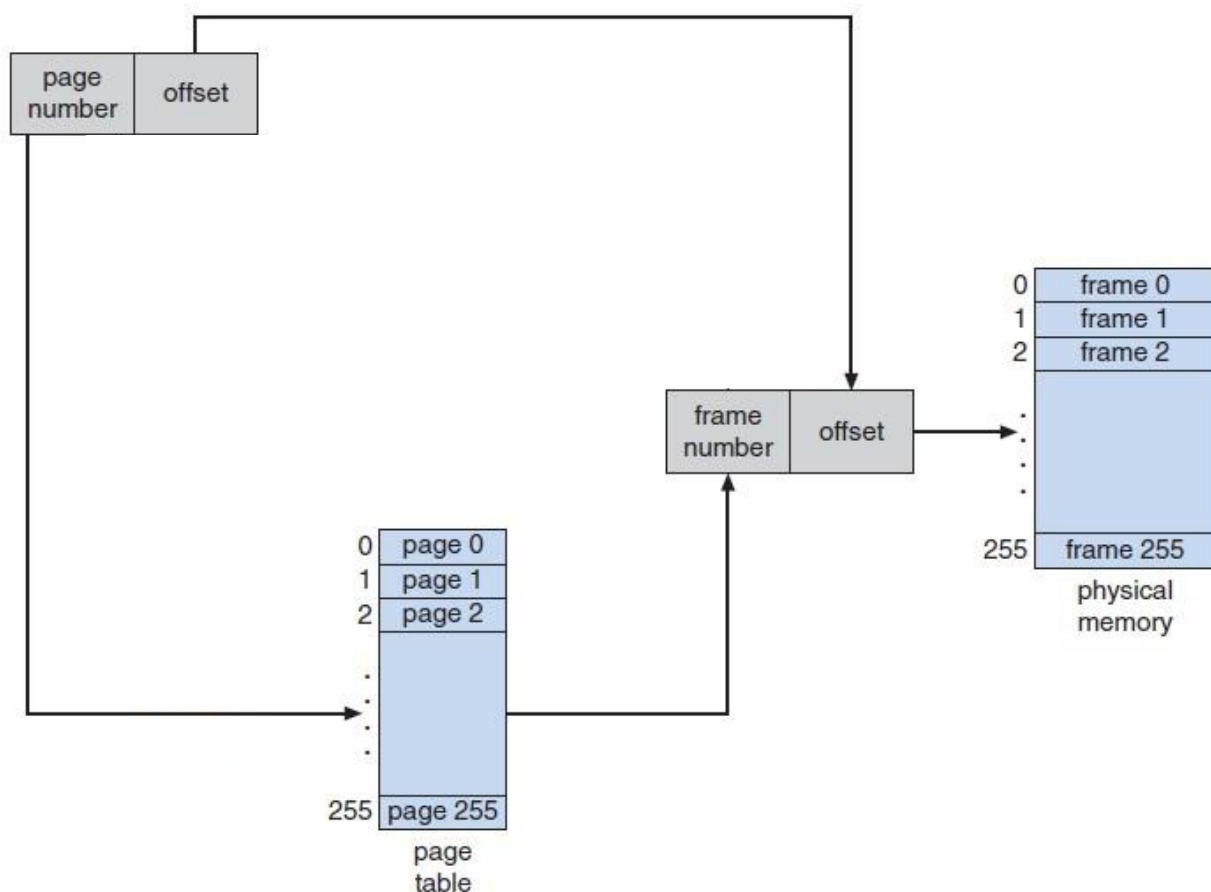 page
number
offset
0 frame 0
1 frame 1
2 frame 2
.
.
.
.
255 frame 255
physical
memory
frame
number
offset
0 page 0
1 page 1
2 page 2
.
.
.
.
255 page 255
page
table